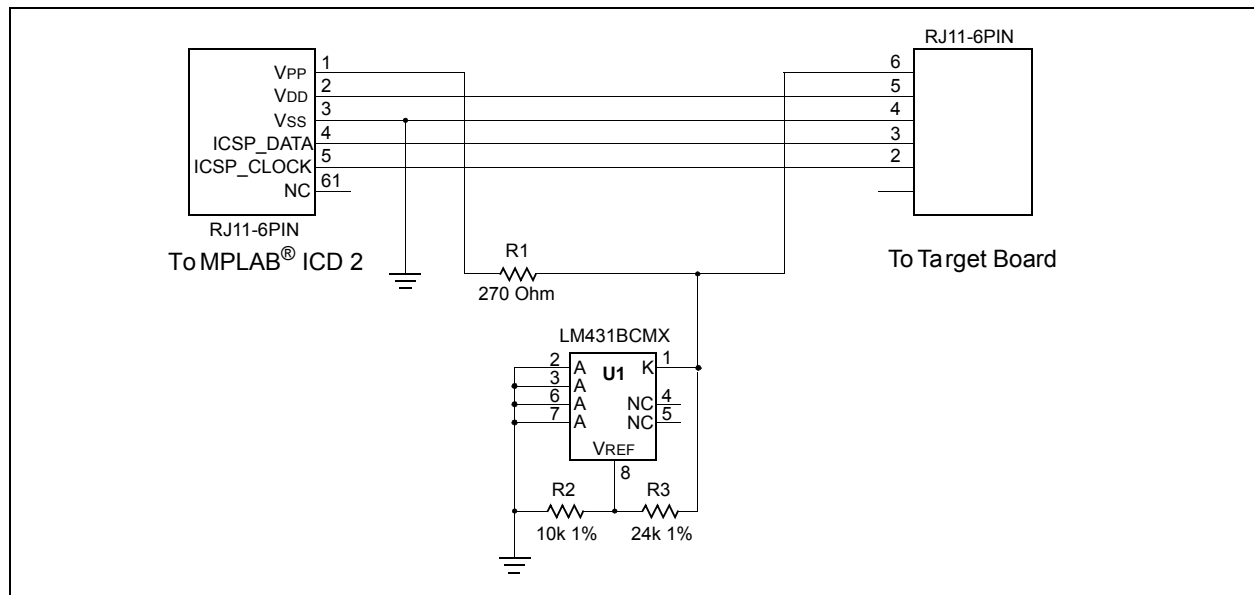 RJ11-6PIN
VPP 1
VDD 2
VSS 3
ICSP_DATA 4
ICSP_CLOCK 5
NC 61
RJ11-6PIN
To MPLAB® ICD 2
6
5
4
3
2
To Target Board
R1
270 Ohm
LM431BCMX
2 A U1 K 1
3 A
6 A NC 4
7 A NC 5
VREF
8
R2
10k 1%
R3
24k 1%